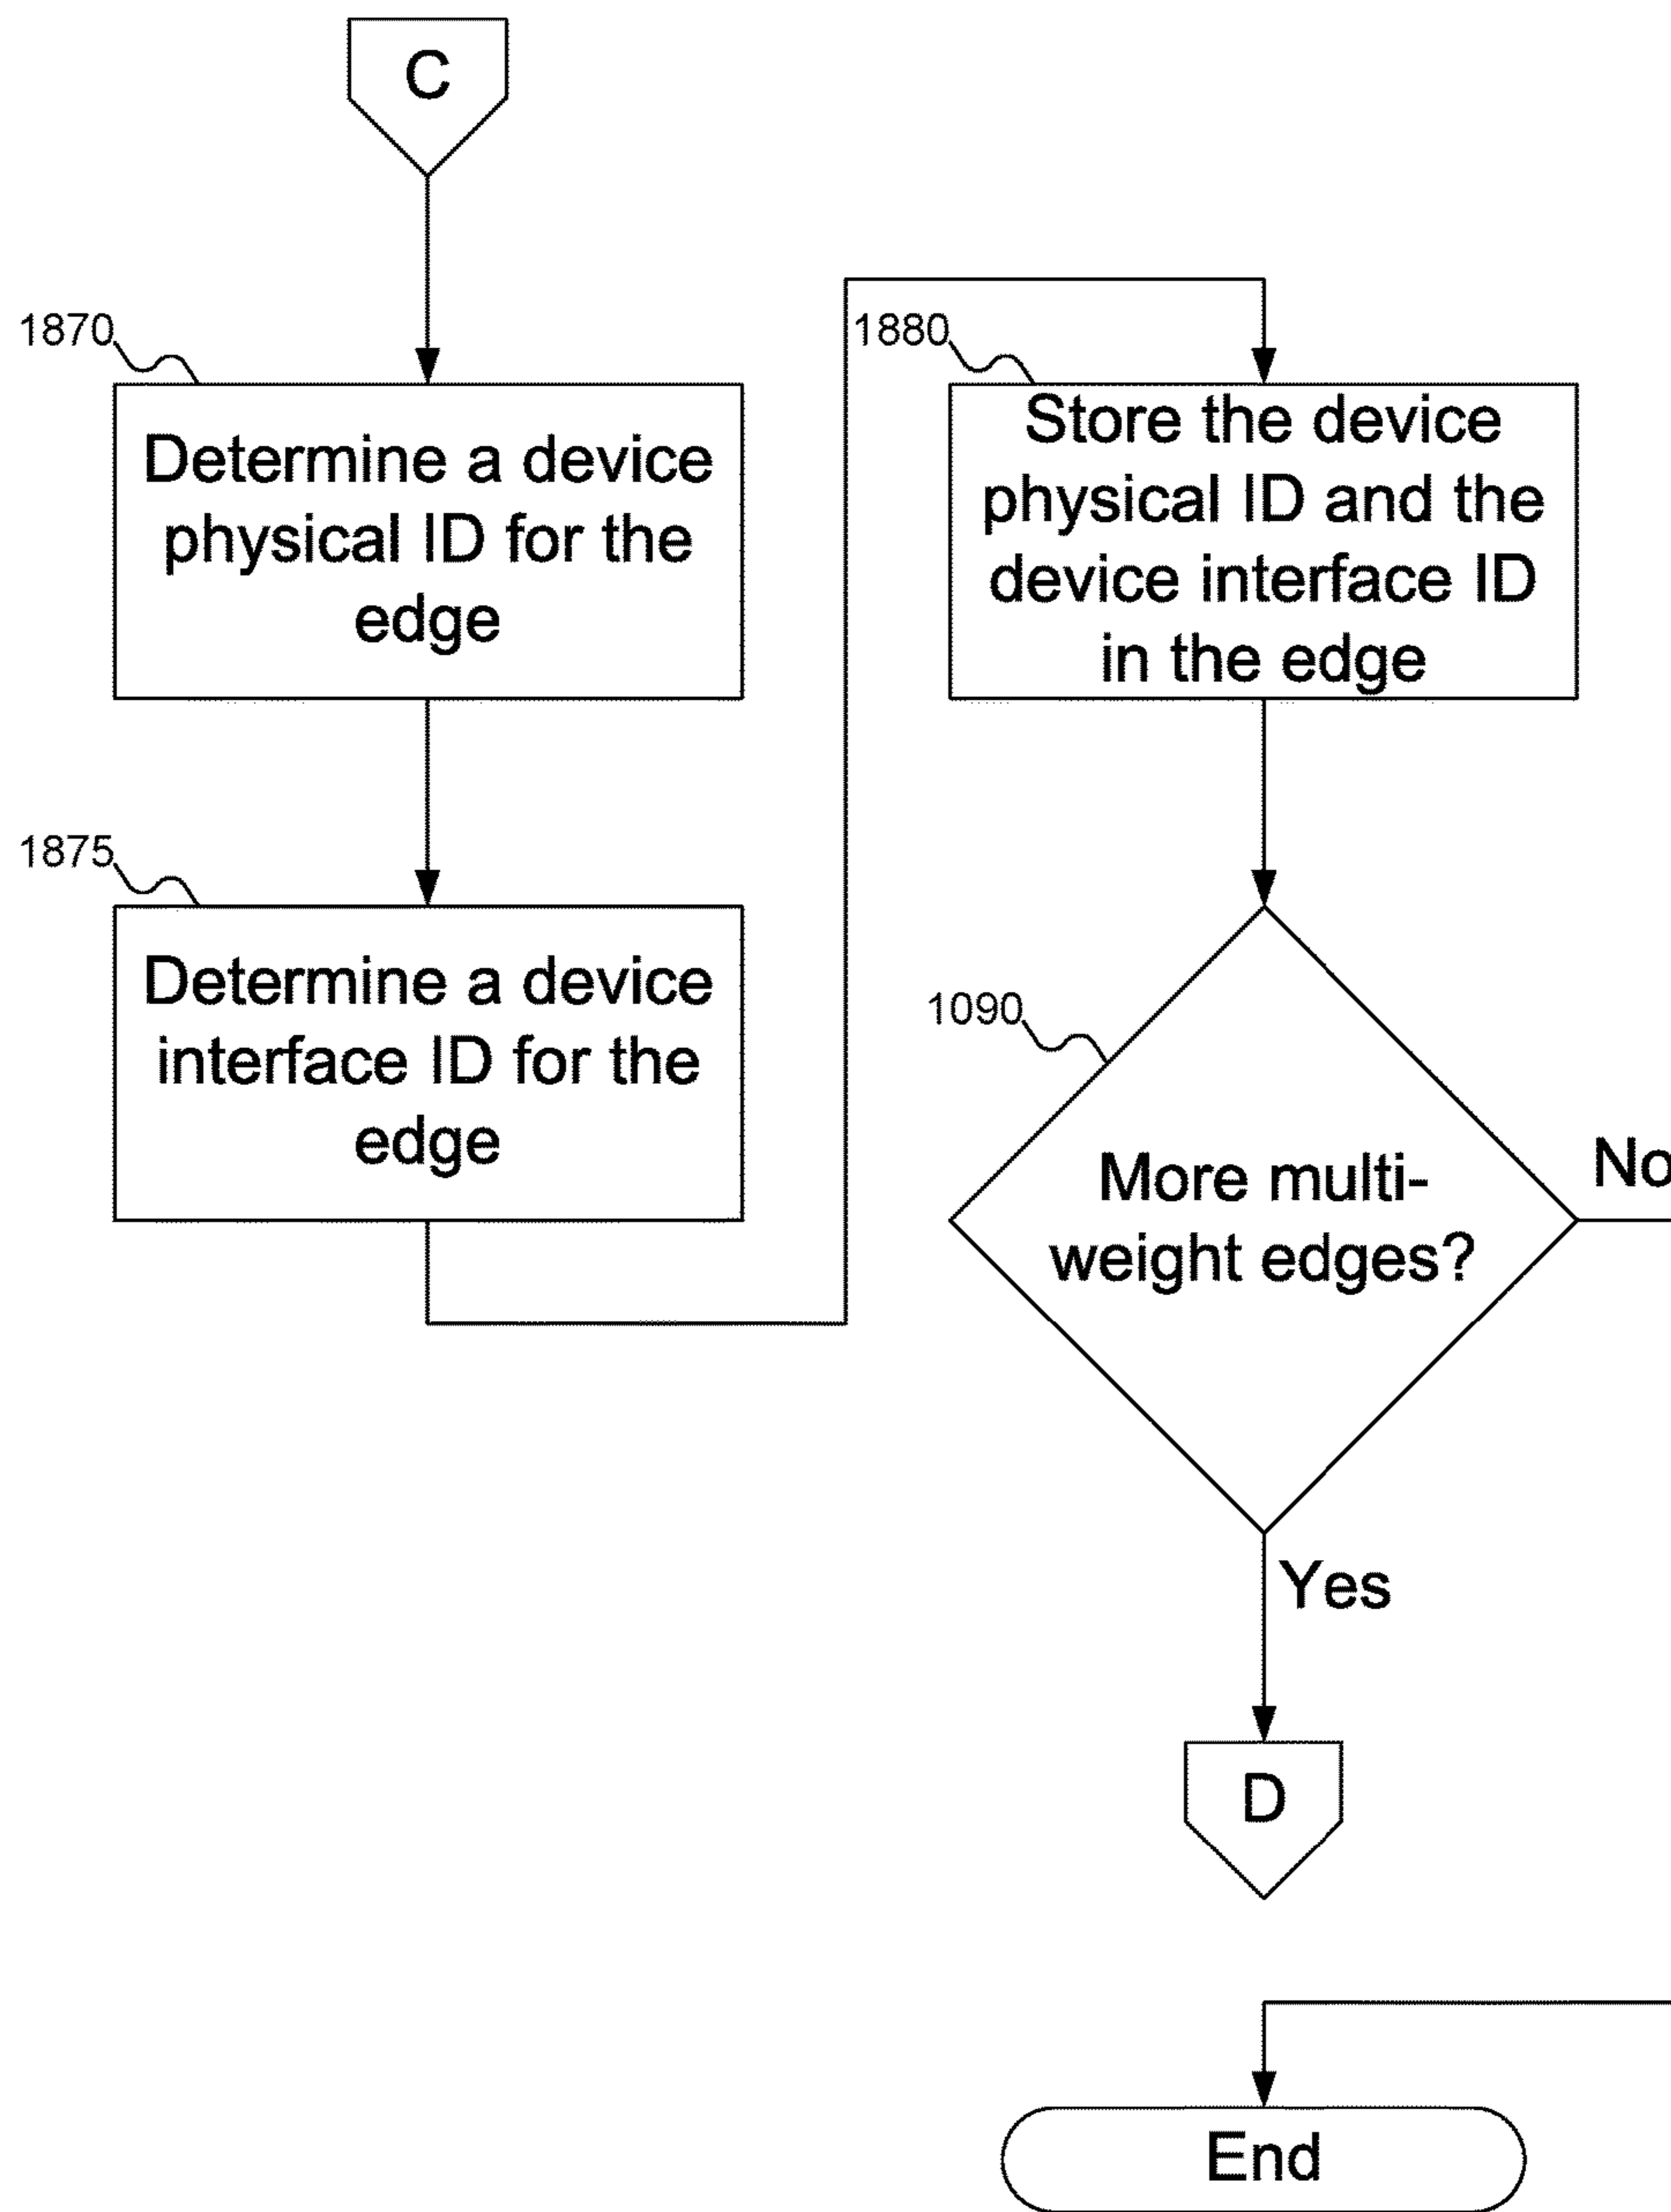 C
1870
Determine a device
physical ID for the
edge
1875
Determine a device
interface ID for the
edge
1880
Store the device
physical ID and the
device interface ID
in the edge
1090
More multi-
weight edges?
No
Yes
D
End